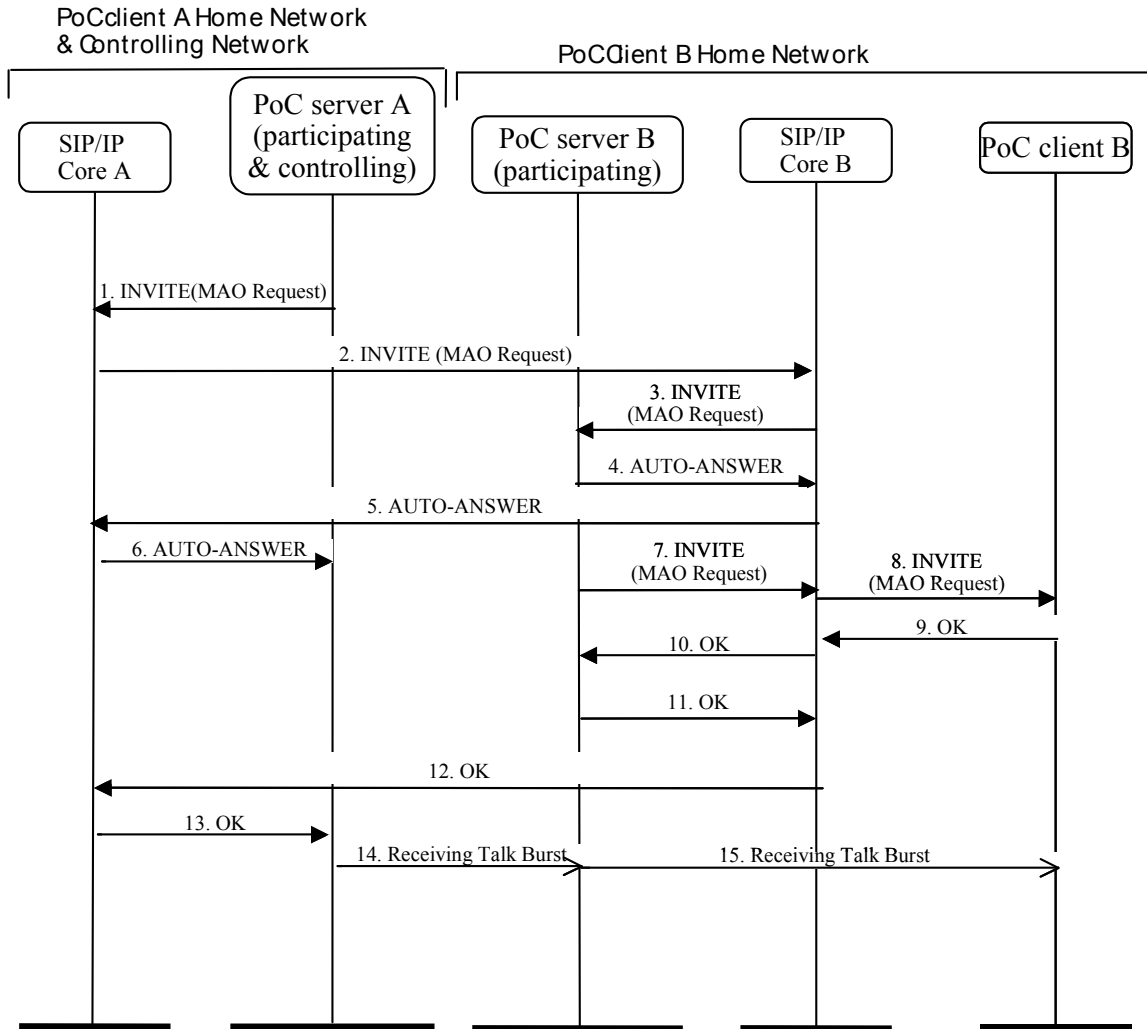 PoCclient A Home Network
& Controlling Network
PoCClient B Home Network
SIP/IP
Core A
PoC server A
(participating
& controlling)
PoC server B
(participating)
SIP/IP
Core B
PoC client B
1. INVITE(MAO Request)
2. INVITE (MAO Request)
3. INVITE
(MAO Request)
4. AUTO-ANSWER
5. AUTO-ANSWER
6. AUTO-ANSWER
7. INVITE
(MAO Request)
8. INVITE
(MAO Request)
9. OK
10. OK
11. OK
12. OK
13. OK
14. Receiving Talk Burst
15. Receiving Talk Burst